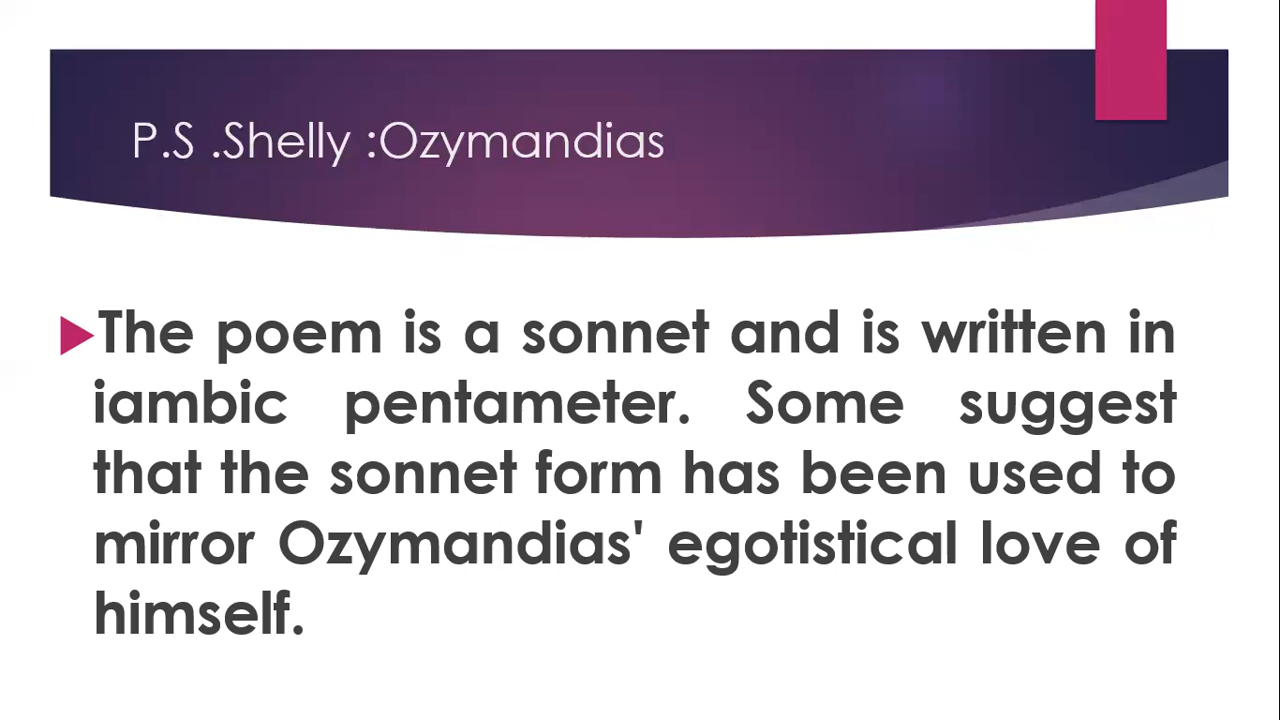 P.S .Shelly :Ozymandias
The poem is a sonnet and is written in
iambic pentameter. Some suggest
that the sonnet form has been used to
mirror Ozymandias' egotistical love of
himself.